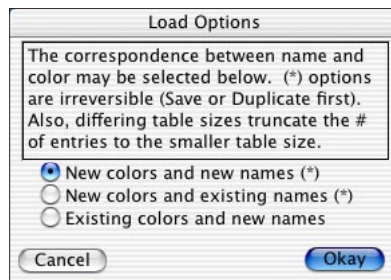 Load Options
The correspondence between name and
color may be selected below.  (*) options
are irreversible (Save or Duplicate first).
Also, differing table sizes truncate the #
of entries to the smaller table size.
New colors and new names (*)
New colors and existing names (*)
Existing colors and new names
Cancel
Okay